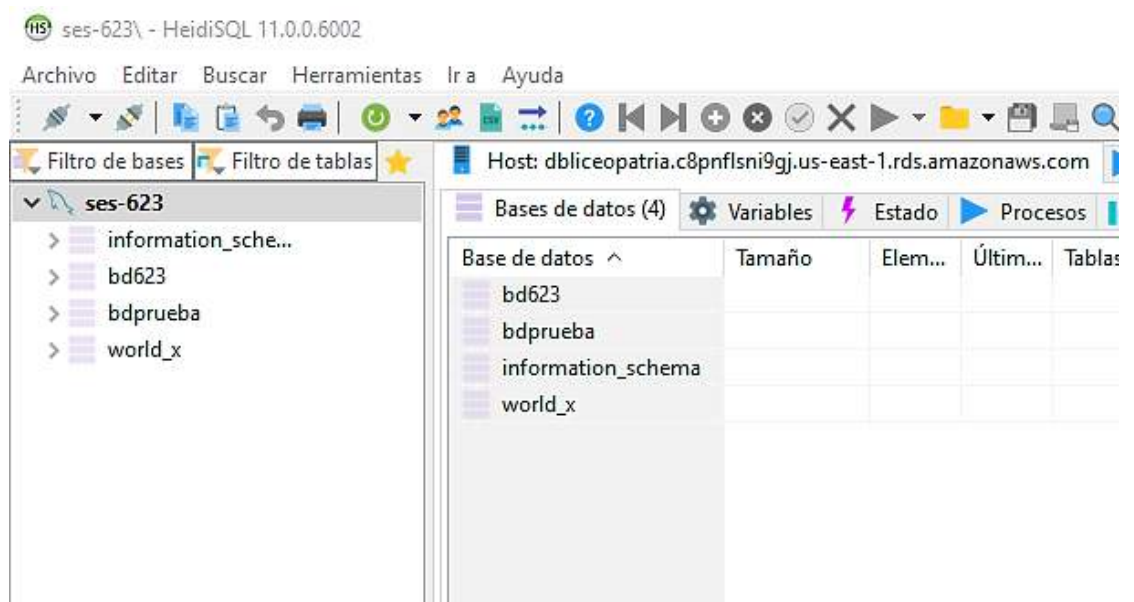 HS ses-623\ - HeidiSQL 11.0.0.6002
Archivo Editar Buscar Herramientas Ir a Ayuda
Filtro de bases Filtro de tablas
Host: dbliceopatria.c8pnflsni9gj.us-east-1.rds.amazonaws.com
ses-623
information_sche...
bd623
bdprueba
world_x
Bases de datos (4) Variables Estado Procesos
Base de datos Tamaño Elem... Últim... Tablas
bd623
bdprueba
information_schema
world_x